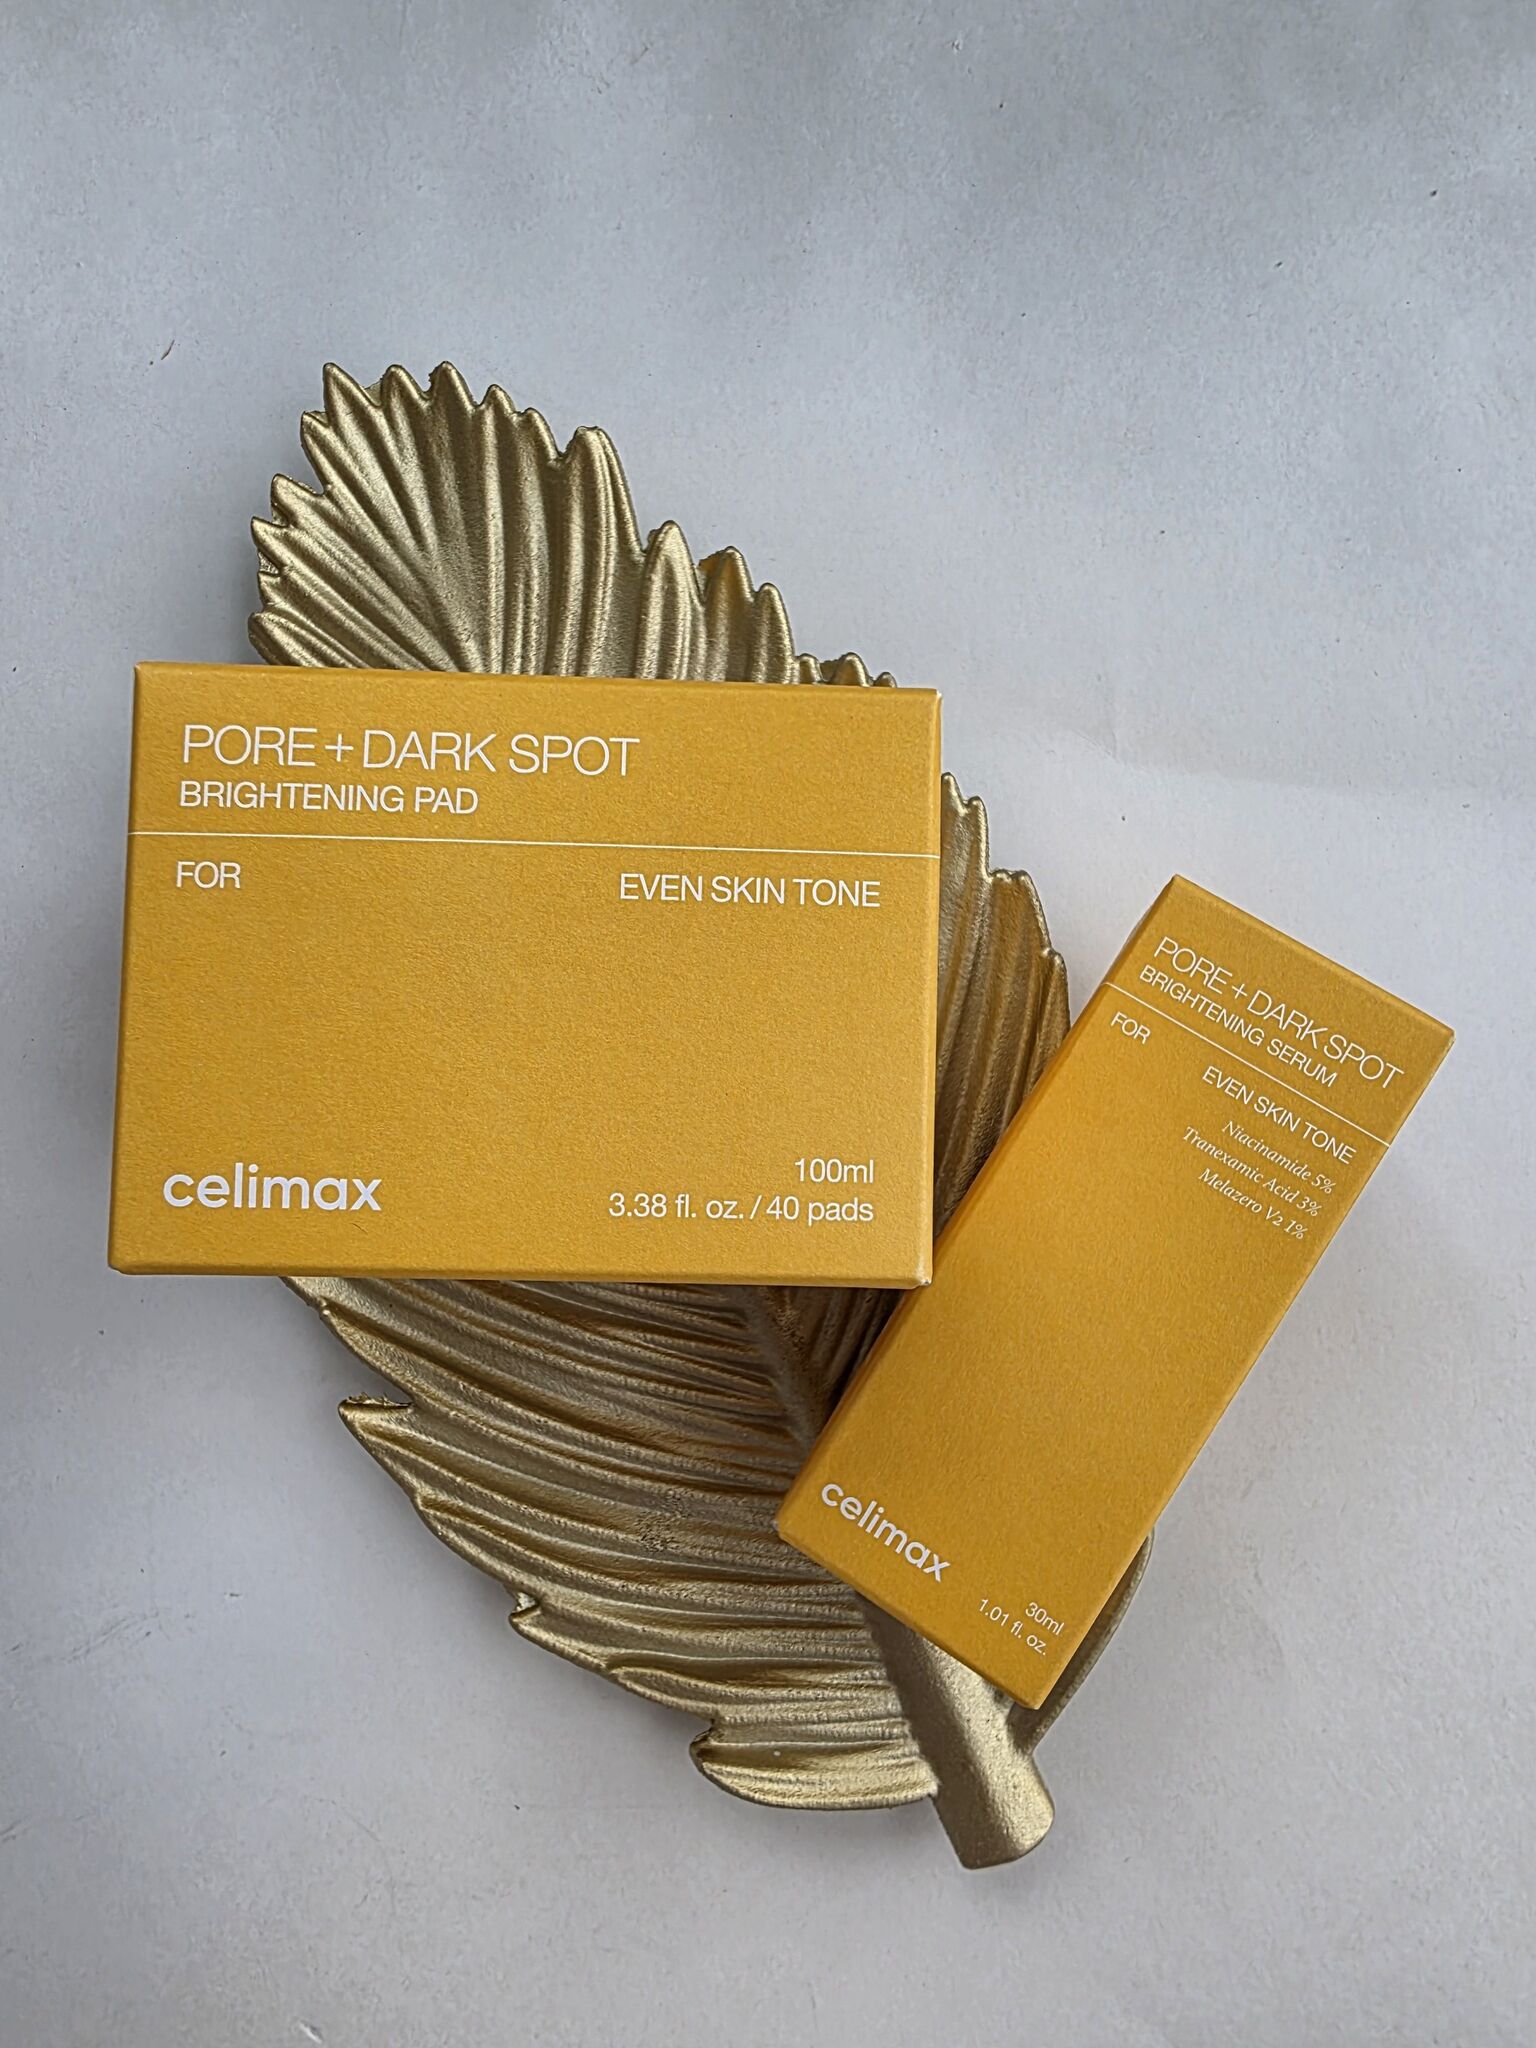 PORE + DARK SPOT
BRIGHTENING PAD
FOR
EVEN SKIN TONE
celimax
100ml
3.38 fl. oz. / 40 pads
PORE + DARK SPOT
BRIGHTENING SERUM
FOR
EVEN SKIN TONE
Niacinamide 5%
Tranexamic Acid 3%
Melazero V2 1%
celimax
30ml
1.01 fl. oz.